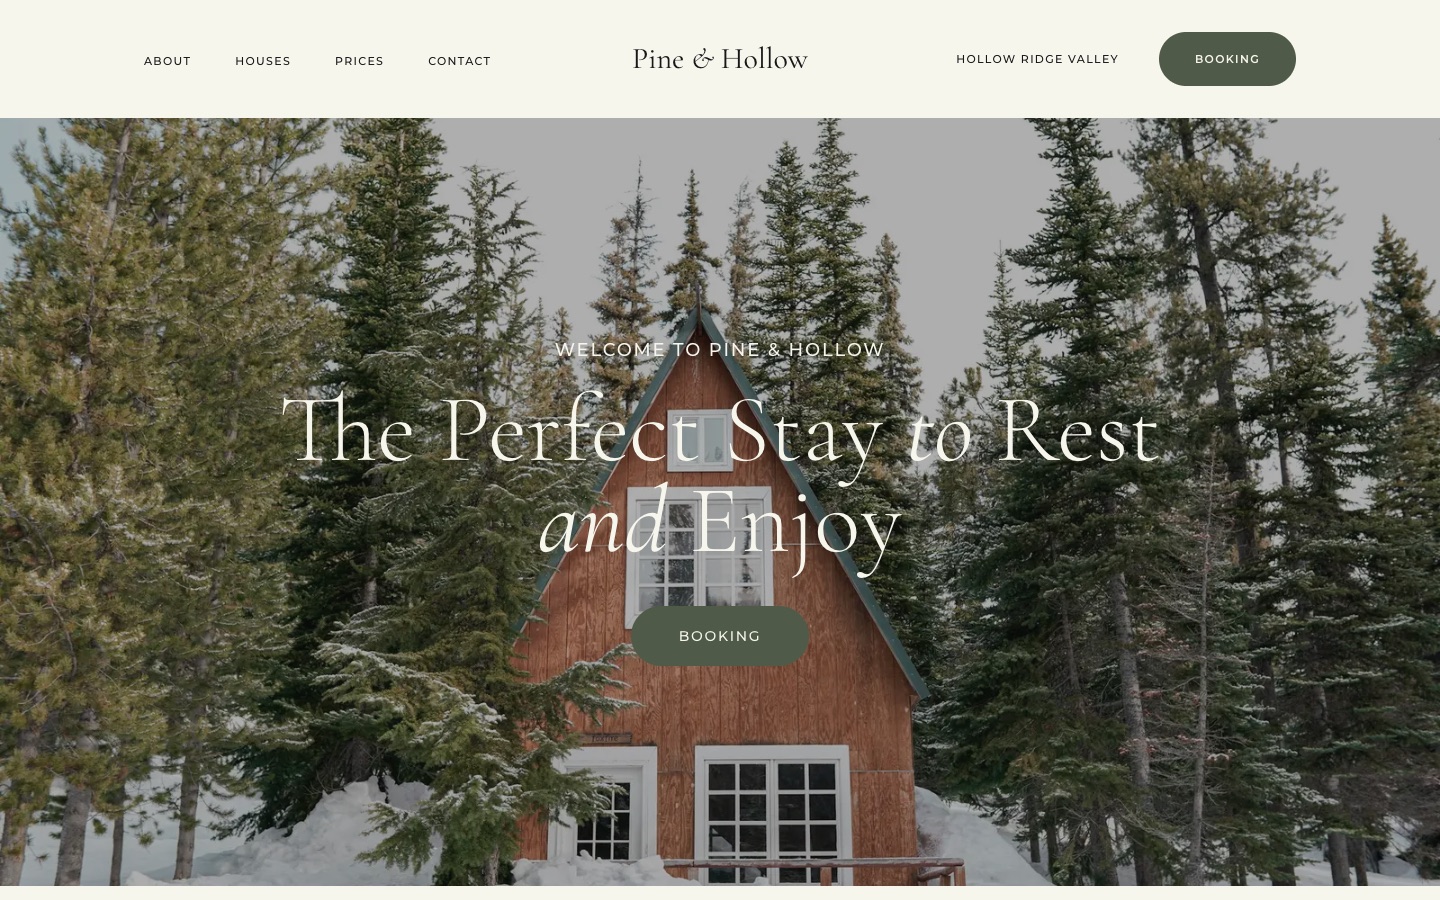 ABOUT
HOUSES
PRICES
CONTACT
Pine & Hollow
HOLLOW RIDGE VALLEY
BOOKING
WELCOME TO PINE & HOLLOW
The Perfect Stay to Rest
and Enjoy
BOOKING